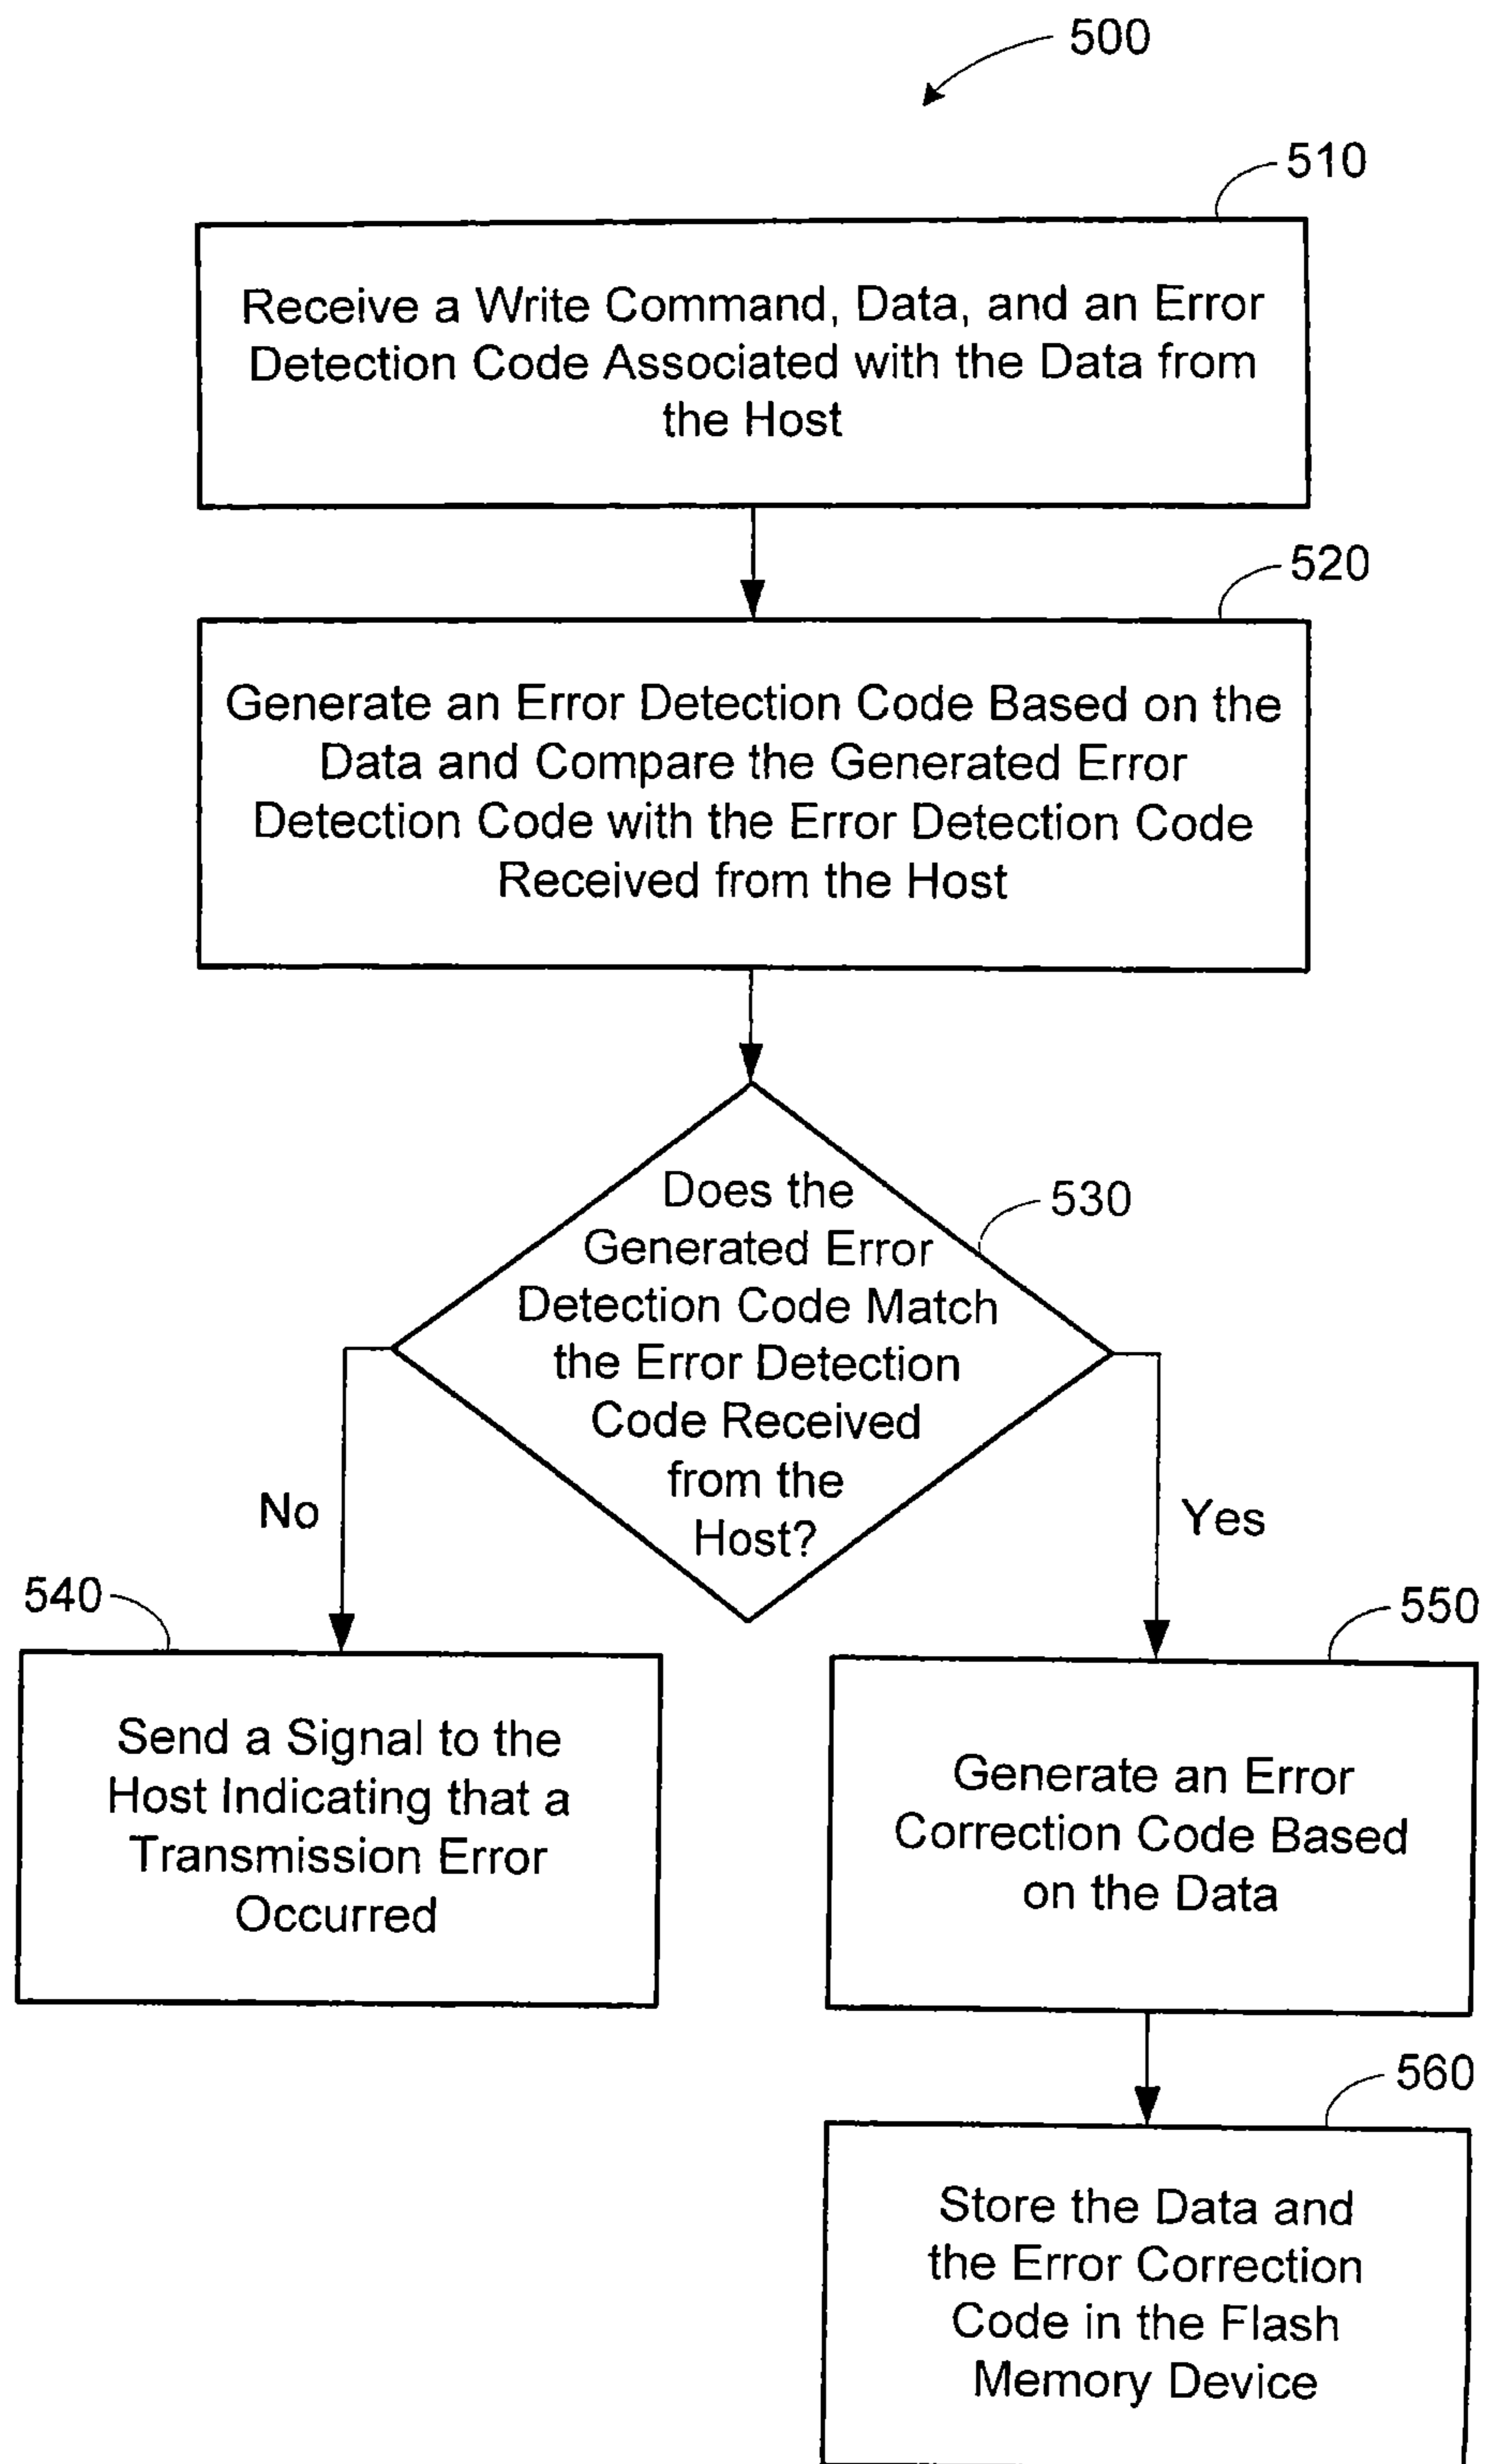 500
510
Receive a Write Command, Data, and an Error
Detection Code Associated with the Data from
the Host
520
Generate an Error Detection Code Based on the
Data and Compare the Generated Error
Detection Code with the Error Detection Code
Received from the Host
530
Does the
Generated Error
Detection Code Match
the Error Detection
Code Received
from the
Host?
No
Yes
540
Send a Signal to the
Host Indicating that a
Transmission Error
Occurred
550
Generate an Error
Correction Code Based
on the Data
560
Store the Data and
the Error Correction
Code in the Flash
Memory Device